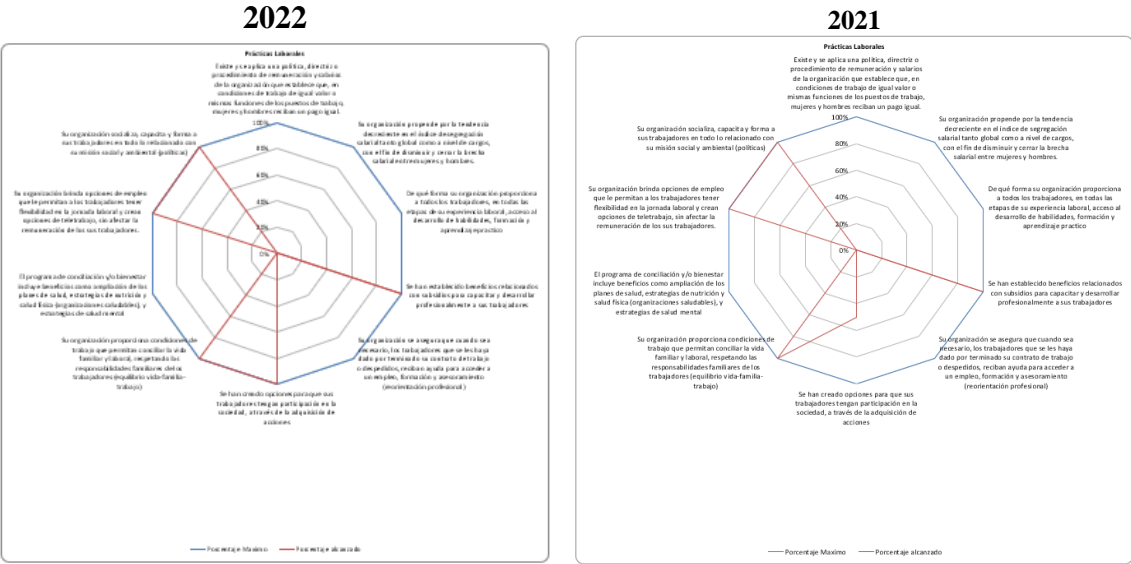 2022
Prácticas Laborales
Existe y se aplica una política, directriz o
procedimiento de remuneración y salarios
de la organización que establece que, en
condiciones de trabajo de igual valor o
mismas funciones de los puestos de trabajo,
mujeres y hombres reciban un pago igual.
Su organización propende por la tendencia
decreciente en el índice de segregación
salarial tanto global como a nivel de cargos,
con el fin de disminuir y cerrar la brecha
salarial entre mujeres y hombres.
De qué forma su organización proporciona
a todos los trabajadores, en todas las
etapas de su experiencia laboral, acceso al
desarrollo de habilidades, formación y
aprendizaje practico
Se han establecido beneficios relacionados
con subsidios para capacitar y desarrollar
profesionalmente a sus trabajadores
Su organización se asegura que cuando sea
necesario, los trabajadores que se les haya
dado por terminado su contrato de trabajo
o despedidos, reciban ayuda para acceder a
un empleo, formación y asesoramiento
(reorientación profesional)
Se han creado opciones para que sus
trabajadores tengan participación en la
sociedad, a través de la adquisición de
acciones
Su organización proporciona condiciones de
trabajo que permitan conciliar la vida
familiar y laboral, respetando las
responsabilidades familiares de los
trabajadores (equilibrio vida-familia-
trabajo)
El programa de conciliación y/o bienestar
incluye beneficios como ampliación de los
planes de salud, estrategias de nutrición y
salud física (organizaciones saludables), y
estrategias de salud mental
Su organización brinda opciones de empleo
que le permitan a los trabajadores tener
flexibilidad en la jornada laboral y crean
opciones de teletrabajo, sin afectar la
remuneración de los sus trabajadores.
Su organización socializa, capacita y forma a
sus trabajadores en todo lo relacionado con
su misión social y ambiental (políticas)
100%
80%
60%
40%
20%
0%
Porcentaje Maximo
Porcentaje alcanzado
2021
Prácticas Laborales
Existe y se aplica una política, directriz o
procedimiento de remuneración y salarios
de la organización que establece que, en
condiciones de trabajo de igual valor o
mismas funciones de los puestos de trabajo,
mujeres y hombres reciban un pago igual.
Su organización propende por la tendencia
decreciente en el índice de segregación
salarial tanto global como a nivel de cargos,
con el fin de disminuir y cerrar la brecha
salarial entre mujeres y hombres.
De qué forma su organización proporciona
a todos los trabajadores, en todas las
etapas de su experiencia laboral, acceso al
desarrollo de habilidades, formación y
aprendizaje practico
Se han establecido beneficios relacionados
con subsidios para capacitar y desarrollar
profesionalmente a sus trabajadores
Su organización se asegura que cuando sea
necesario, los trabajadores que se les haya
dado por terminado su contrato de trabajo
o despedidos, reciban ayuda para acceder a
un empleo, formación y asesoramiento
(reorientación profesional)
Se han creado opciones para que sus
trabajadores tengan participación en la
sociedad, a través de la adquisición de
acciones
Su organización proporciona condiciones de
trabajo que permitan conciliar la vida
familiar y laboral, respetando las
responsabilidades familiares de los
trabajadores (equilibrio vida-familia-
trabajo)
El programa de conciliación y/o bienestar
incluye beneficios como ampliación de los
planes de salud, estrategias de nutrición y
salud física (organizaciones saludables), y
estrategias de salud mental
Su organización brinda opciones de empleo
que le permitan a los trabajadores tener
flexibilidad en la jornada laboral y crean
opciones de teletrabajo, sin afectar la
remuneración de los sus trabajadores.
Su organización socializa, capacita y forma a
sus trabajadores en todo lo relacionado con
su misión social y ambiental (políticas)
100%
80%
60%
40%
20%
0%
Porcentaje Maximo
Porcentaje alcanzado